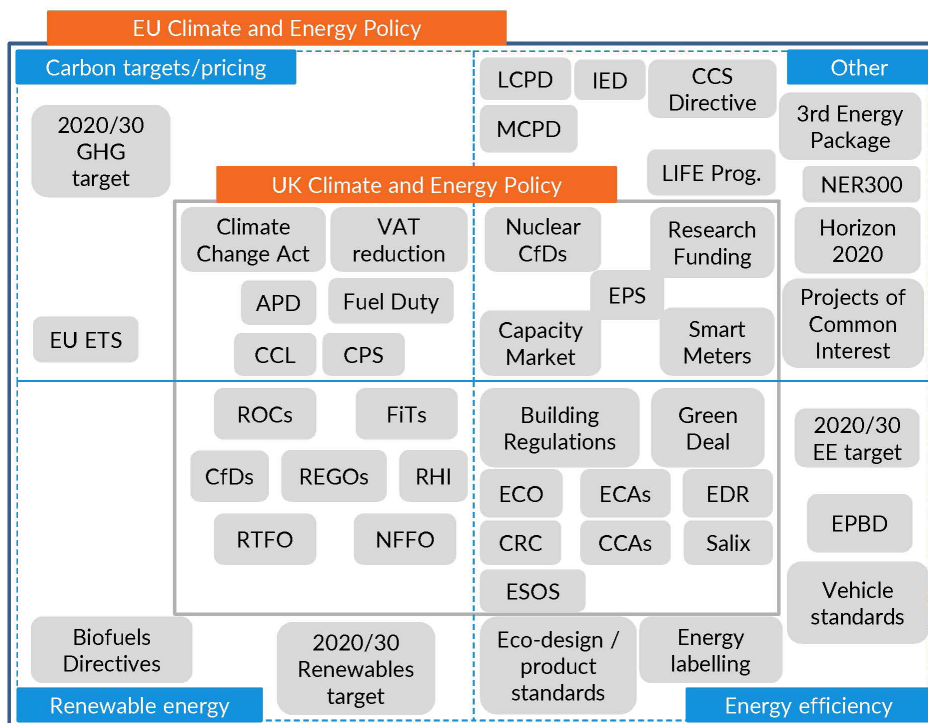 EU Climate and Energy Policy
Carbon targets/pricing
Other
LCPD
IED
CCS
Directive
MCPD
3rd Energy
Package
2020/30
GHG
target
LIFE Prog.
NER300
UK Climate and Energy Policy
Climate
Change Act
VAT
reduction
Nuclear
CfDs
Research
Funding
Horizon
2020
APD
Fuel Duty
EPS
EU ETS
CCL
CPS
Capacity
Market
Smart
Meters
Projects of
Common
Interest
ROCs
FiTs
Building
Regulations
Green
Deal
2020/30
EE target
CfDs
REGOs
RHI
ECO
ECAs
EDR
EPBD
RTFO
NFFO
CRC
CCAs
Salix
ESOS
Vehicle
standards
Biofuels
Directives
2020/30
Renewables
target
Eco-design /
product
standards
Energy
labelling
Renewable energy
Energy efficiency